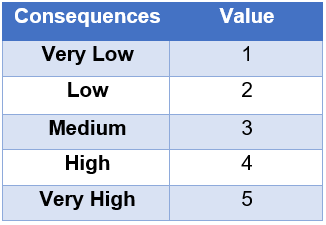 Consequences Value
Very Low 1
Low 2
Medium 3
High 4
Very High 5